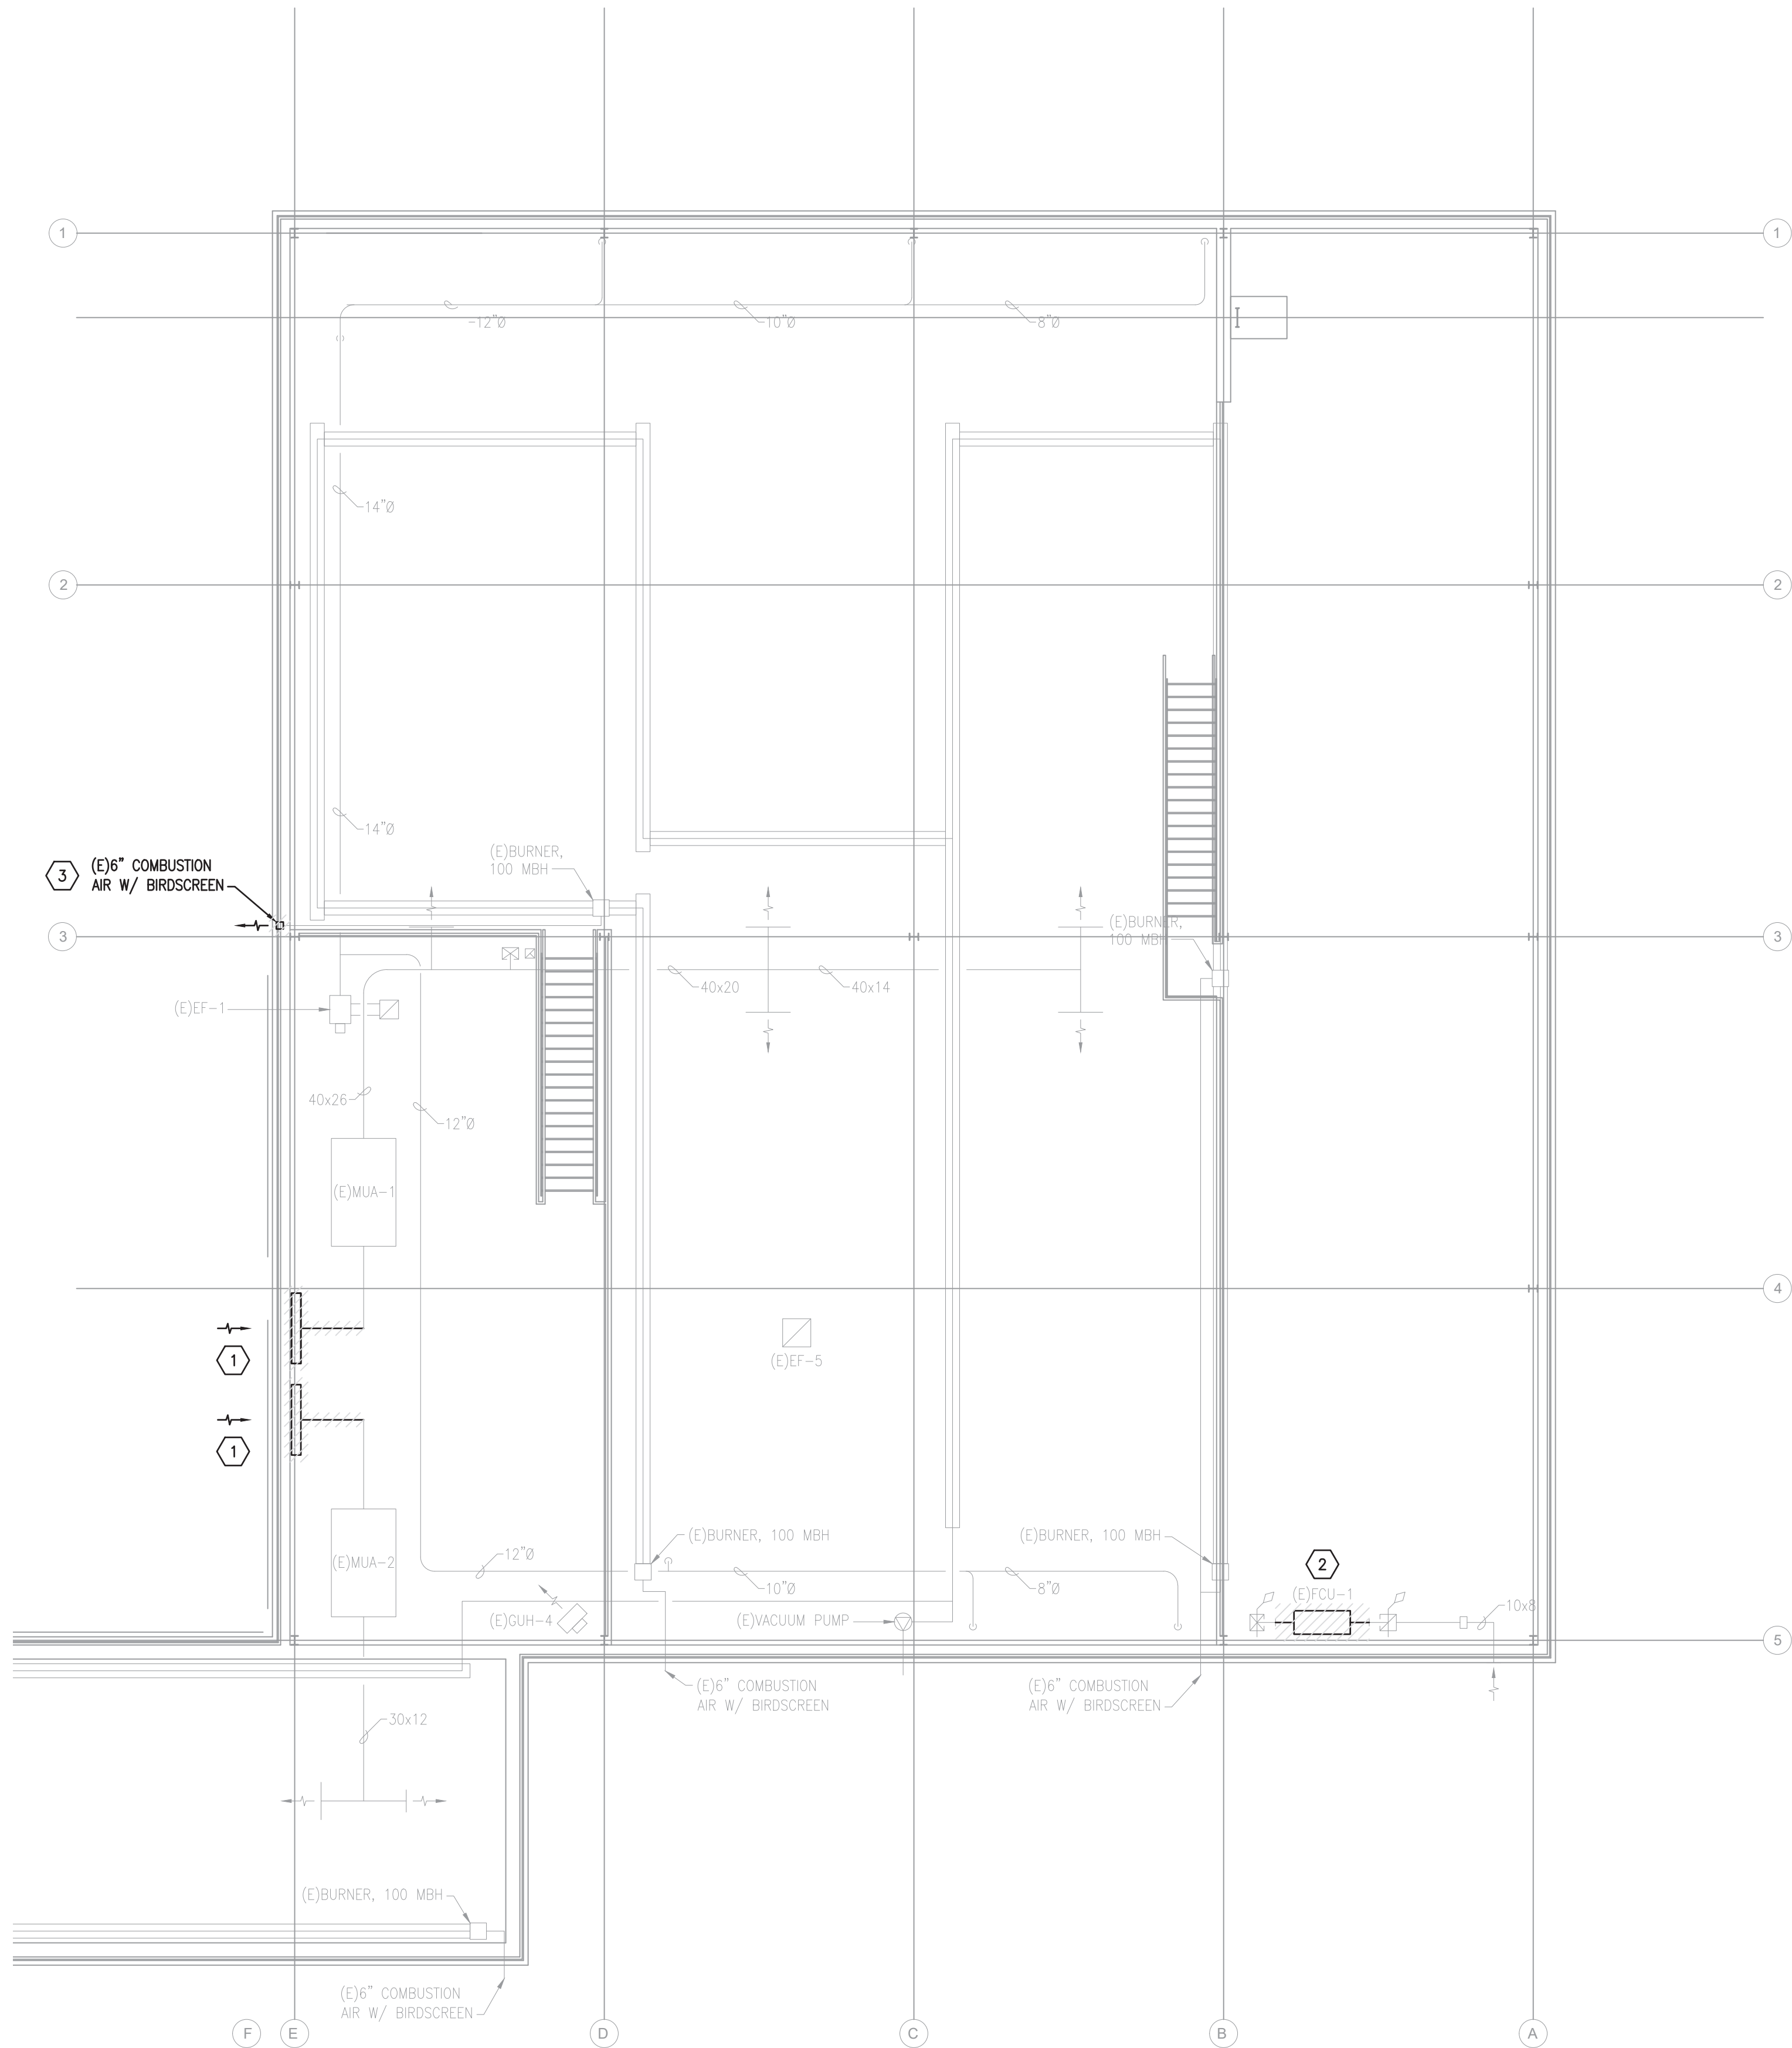 1
1
-12"Ø
10"Ø
8"Ø
14"Ø
2
2
14"Ø
(E)BURNER,
100 MBH
3
(E)6" COMBUSTION
AIR W/ BIRDSCREEN
(E)BURNER,
100 MBH
3
3
40x20
40x14
(E)EF-1
40x26
12"Ø
(E)MUA-1
4
1
(E)EF-5
1
(E)BURNER, 100 MBH
(E)BURNER, 100 MBH
12"Ø
(E)MUA-2
2
10"Ø
8"Ø
(E)FCU-1
10x8
(E)GUH-4
(E)VACUUM PUMP
5
(E)6" COMBUSTION
AIR W/ BIRDSCREEN
(E)6" COMBUSTION
AIR W/ BIRDSCREEN
30x12
(E)BURNER, 100 MBH
(E)6" COMBUSTION
AIR W/ BIRDSCREEN
F
E
D
C
B
A